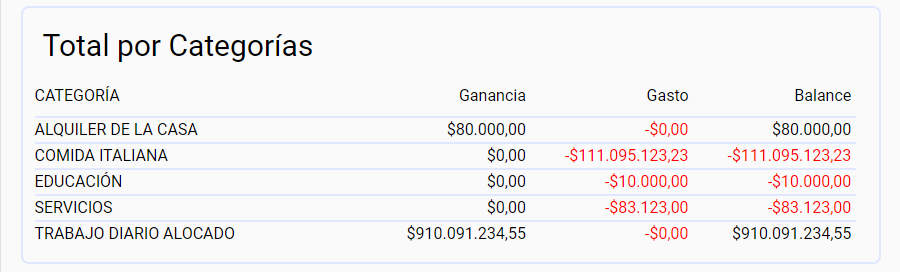 Total por Categorías
CATEGORÍA Ganancia Gasto Balance
ALQUILER DE LA CASA $80.000,00 -$0,00 $80.000,00
COMIDA ITALIANA $0,00 -$111.095.123,23 -$111.095.123,23
EDUCACIÓN $0,00 -$10.000,00 -$10.000,00
SERVICIOS $0,00 -$83.123,00 -$83.123,00
TRABAJO DIARIO ALOCADO $910.091.234,55 -$0,00 $910.091.234,55